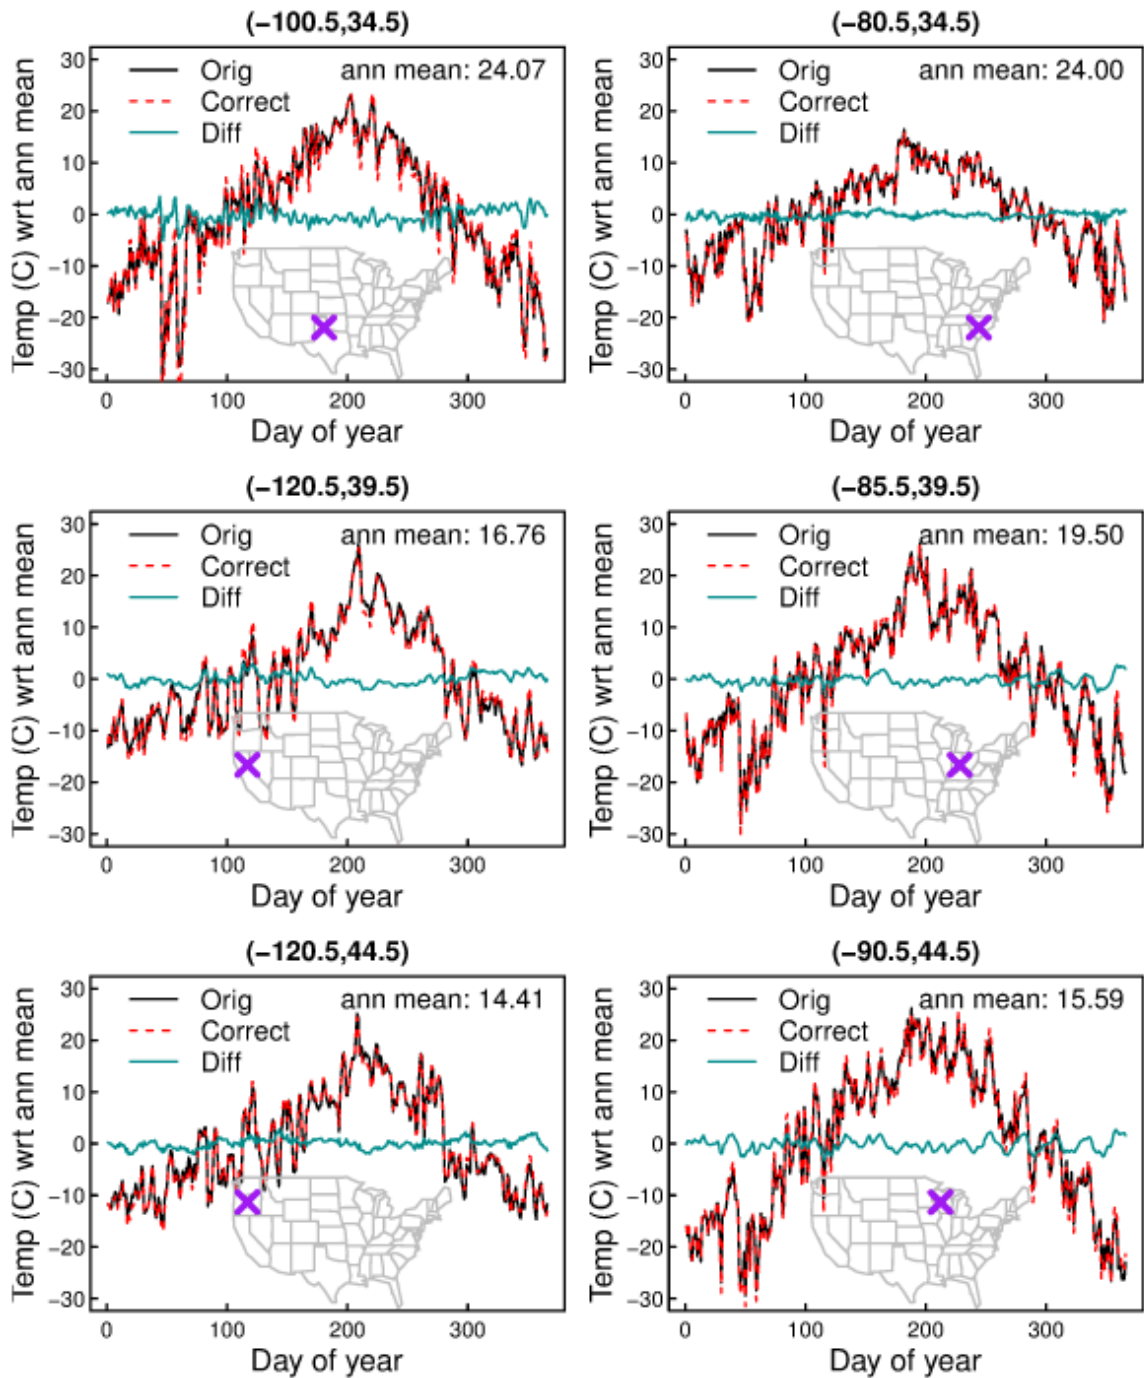 (−100.5,34.5)
Temp (C) wrt ann mean
30
20
10
0
−10
−20
−30
Orig
Correct
Diff
ann mean: 24.07
0
100
200
300
Day of year
(−80.5,34.5)
Temp (C) wrt ann mean
30
20
10
0
−10
−20
−30
Orig
Correct
Diff
ann mean: 24.00
0
100
200
300
Day of year
(−120.5,39.5)
Temp (C) wrt ann mean
30
20
10
0
−10
−20
−30
Orig
Correct
Diff
ann mean: 16.76
0
100
200
300
Day of year
(−85.5,39.5)
Temp (C) wrt ann mean
30
20
10
0
−10
−20
−30
Orig
Correct
Diff
ann mean: 19.50
0
100
200
300
Day of year
(−120.5,44.5)
Temp (C) wrt ann mean
30
20
10
0
−10
−20
−30
Orig
Correct
Diff
ann mean: 14.41
0
100
200
300
Day of year
(−90.5,44.5)
Temp (C) wrt ann mean
30
20
10
0
−10
−20
−30
Orig
Correct
Diff
ann mean: 15.59
0
100
200
300
Day of year